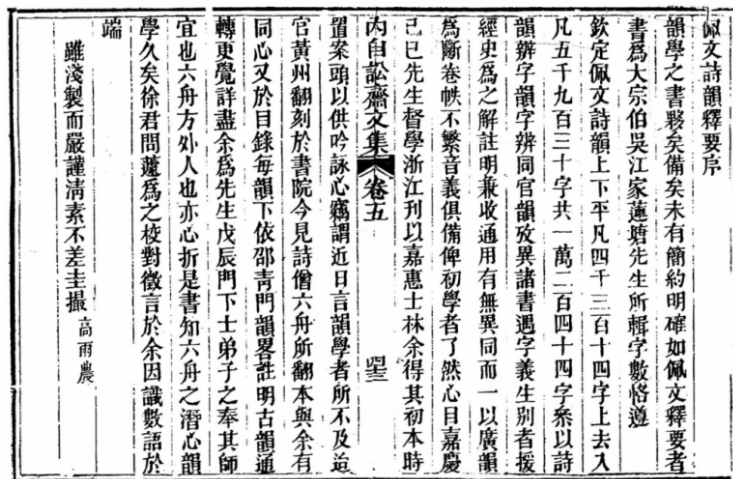 佩文詩韻釋要序
韻學之書夥矣備矣未有簡約明確如佩文釋要者
書爲大宗伯吳江家蓮塘先生所輯字數恪遵
欽定佩文詩韻上下平凡四千三百十四字上去入
凡五千九百三十字共一萬二百四十四字叅以詩
韻辨字韻字辨同官韻攷異諸書遇字義生別者援
經史爲之解註明兼收通用有無異同而一以廣韻
爲斷卷帙不繁音義俱備俾初學者了然心目嘉慶
己巳先生督學浙江刊以嘉惠士林余得其初本時
內自訟齋文集 卷五 四三
置案頭以供吟詠心竊謂近日言韻學者所不及迨
官黃州翻刻於書院今見詩僧六舟所翻本與余有
同心又於目錄每韻下依邵青門韻畧註明古韻通
轉更覺詳盡余爲先生戊辰門下士弟子之奉其師
宜也六舟方外人也亦心折是書知六舟之潛心韻
學久矣徐君問蘧爲之校對徵言於余因識數語於
端
雖淺製而嚴謹淸素不差圭撮 高雨農